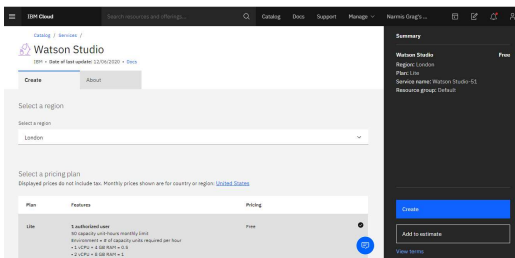 IBM Cloud
Search resources and offerings...
Catalog
Docs
Support
Manage
Narmis Grag's...
Catalog / Services /
Watson Studio
IBM • Date of last update: 12/06/2020 • Docs
Create
About
Select a region
Select a region
London
Select a pricing plan
Displayed prices do not include tax. Monthly prices shown are for country or region: United States
Plan
Features
Pricing
Lite
1 authorized user
Free
50 capacity unit-hours monthly limit
Environment = # of capacity units required per hour
• 1 vCPU + 4 GB RAM = 0.5
• 2 vCPU + 8 GB RAM = 1
Summary
Watson Studio
Free
Region: London
Plan: Lite
Service name: Watson Studio-S1
Resource group: Default
Create
Add to estimate
View terms